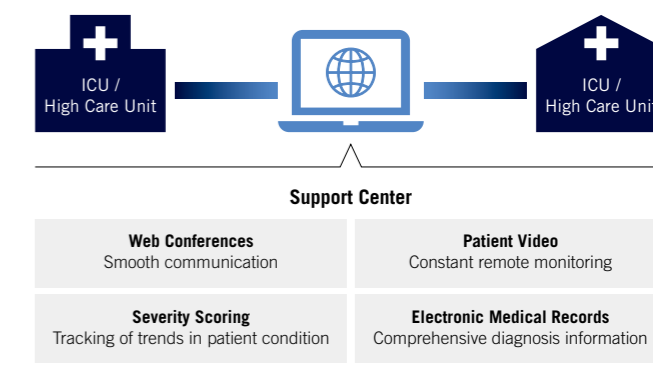 ICU /
High Care Unit
ICU /
High Care Unit
Support Center
Web Conferences
Smooth communication
Patient Video
Constant remote monitoring
Severity Scoring
Tracking of trends in patient condition
Electronic Medical Records
Comprehensive diagnosis information